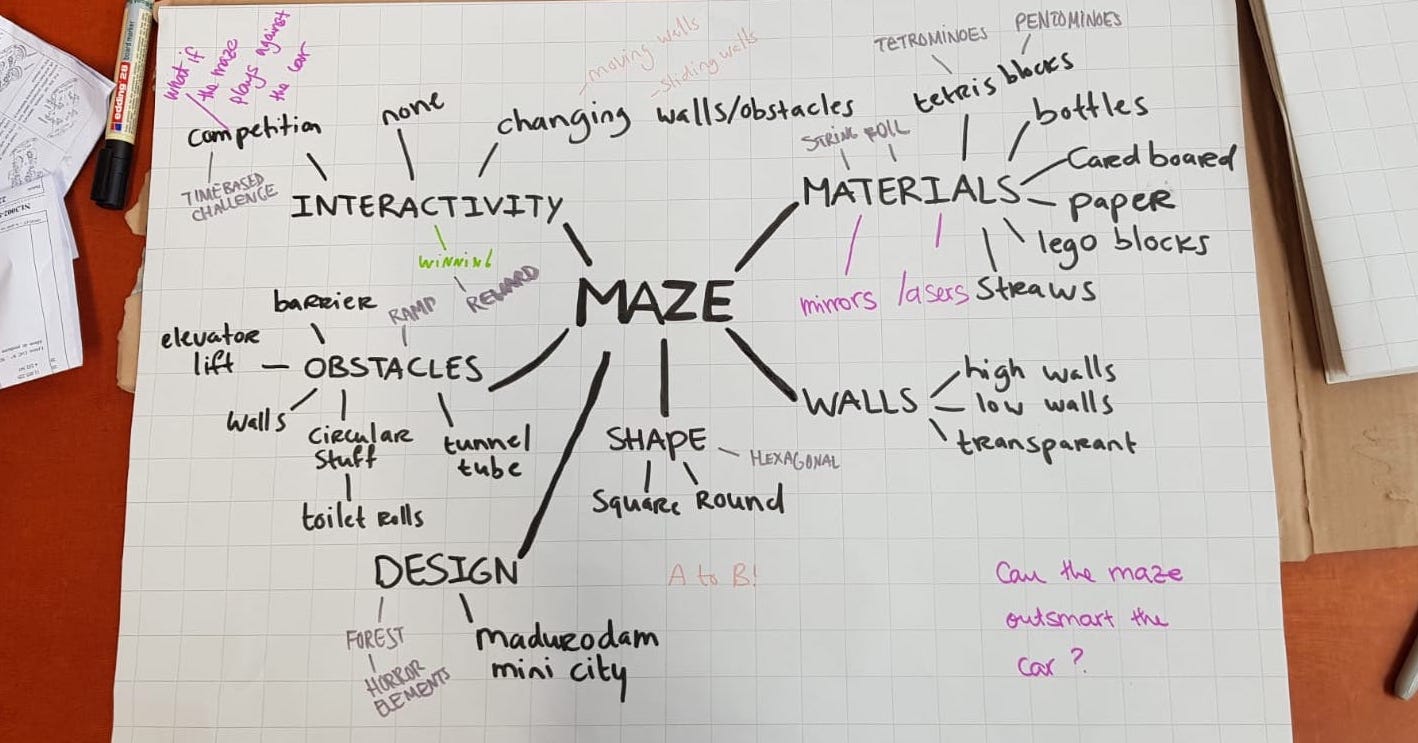 what if
the maze
plays against
the car
competition
TIMEBASED
CHALLENGE
none
moving walls
sliding walls
changing walls/obstacles
INTERACTIVITY
WINNING
REWARD
TETROMINOES
PENTOMINOES
tetris blocks
bottles
STRING
ROLL
Cardboard
MATERIALS
paper
lego blocks
Straws
mirrors
lasers
MAZE
barrier
RAMP
elevator
lift
OBSTACLES
walls
circular
stuff
toilet rolls
tunnel
tube
high walls
WALLS
low walls
transparant
SHAPE
HEXAGONAL
Square
Round
DESIGN
FOREST
HORROR
ELEMENTS
madurodam
mini city
A to B!
Can the maze
outsmart the
car?
edding 28